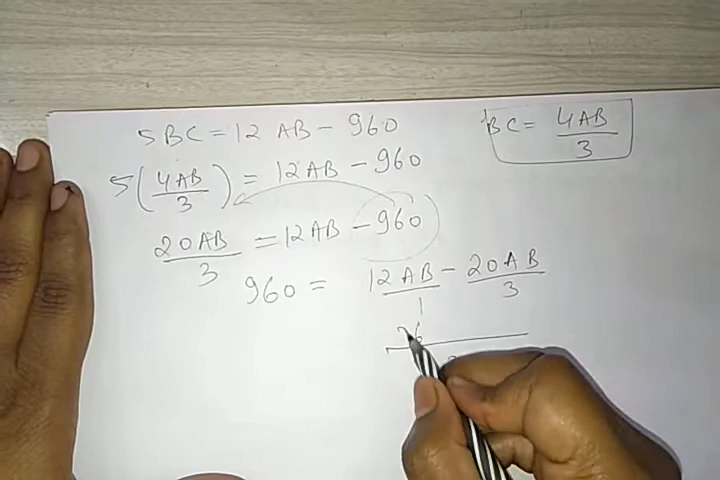 5BC = 12 AB - 960
BC = 4AB/3
5(4AB/3) = 12AB - 960
20AB/3 = 12AB - 960
960 = 12AB/1 - 20AB/3